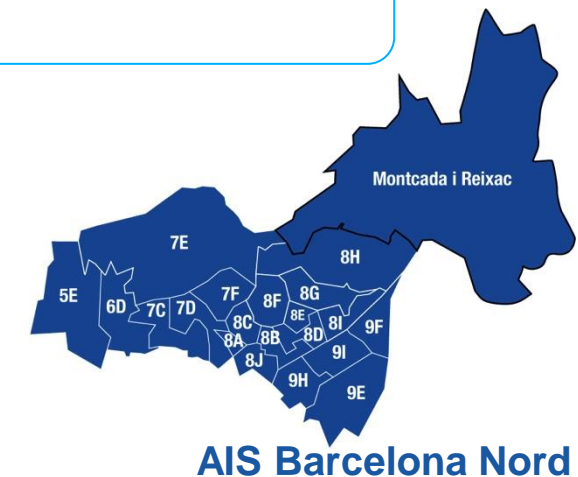 Montcada i Reixac
7E
8H
5E
6D
7C
7D
7F
8F
8G
8E
8C
8I
9F
8A
8B
8D
8J
9I
9H
9E
AIS Barcelona Nord